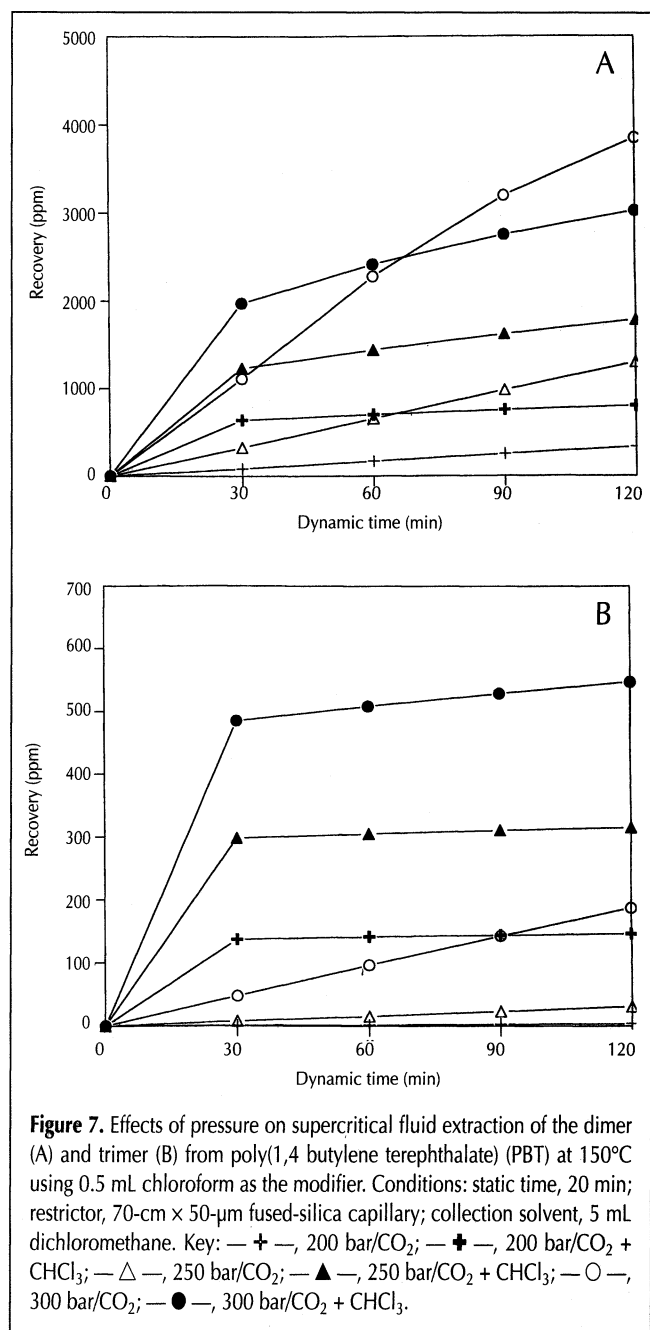 A
5000
4000
3000
2000
1000
0
Recovery (ppm)
0 30 60 90 120
Dynamic time (min)
B
700
600
500
400
300
200
100
0
Recovery (ppm)
0 30 60 90 120
Dynamic time (min)
Figure 7. Effects of pressure on supercritical fluid extraction of the dimer
(A) and trimer (B) from poly(1,4 butylene terephthalate) (PBT) at 150°C
using 0.5 mL chloroform as the modifier. Conditions: static time, 20 min;
restrictor, 70-cm × 50-µm fused-silica capillary; collection solvent, 5 mL
dichloromethane. Key: — + —, 200 bar/CO₂; — ✚ —, 200 bar/CO₂ +
CHCl₃; — △ —, 250 bar/CO₂; — ▲ —, 250 bar/CO₂ + CHCl₃; — ○ —,
300 bar/CO₂; — ● —, 300 bar/CO₂ + CHCl₃.